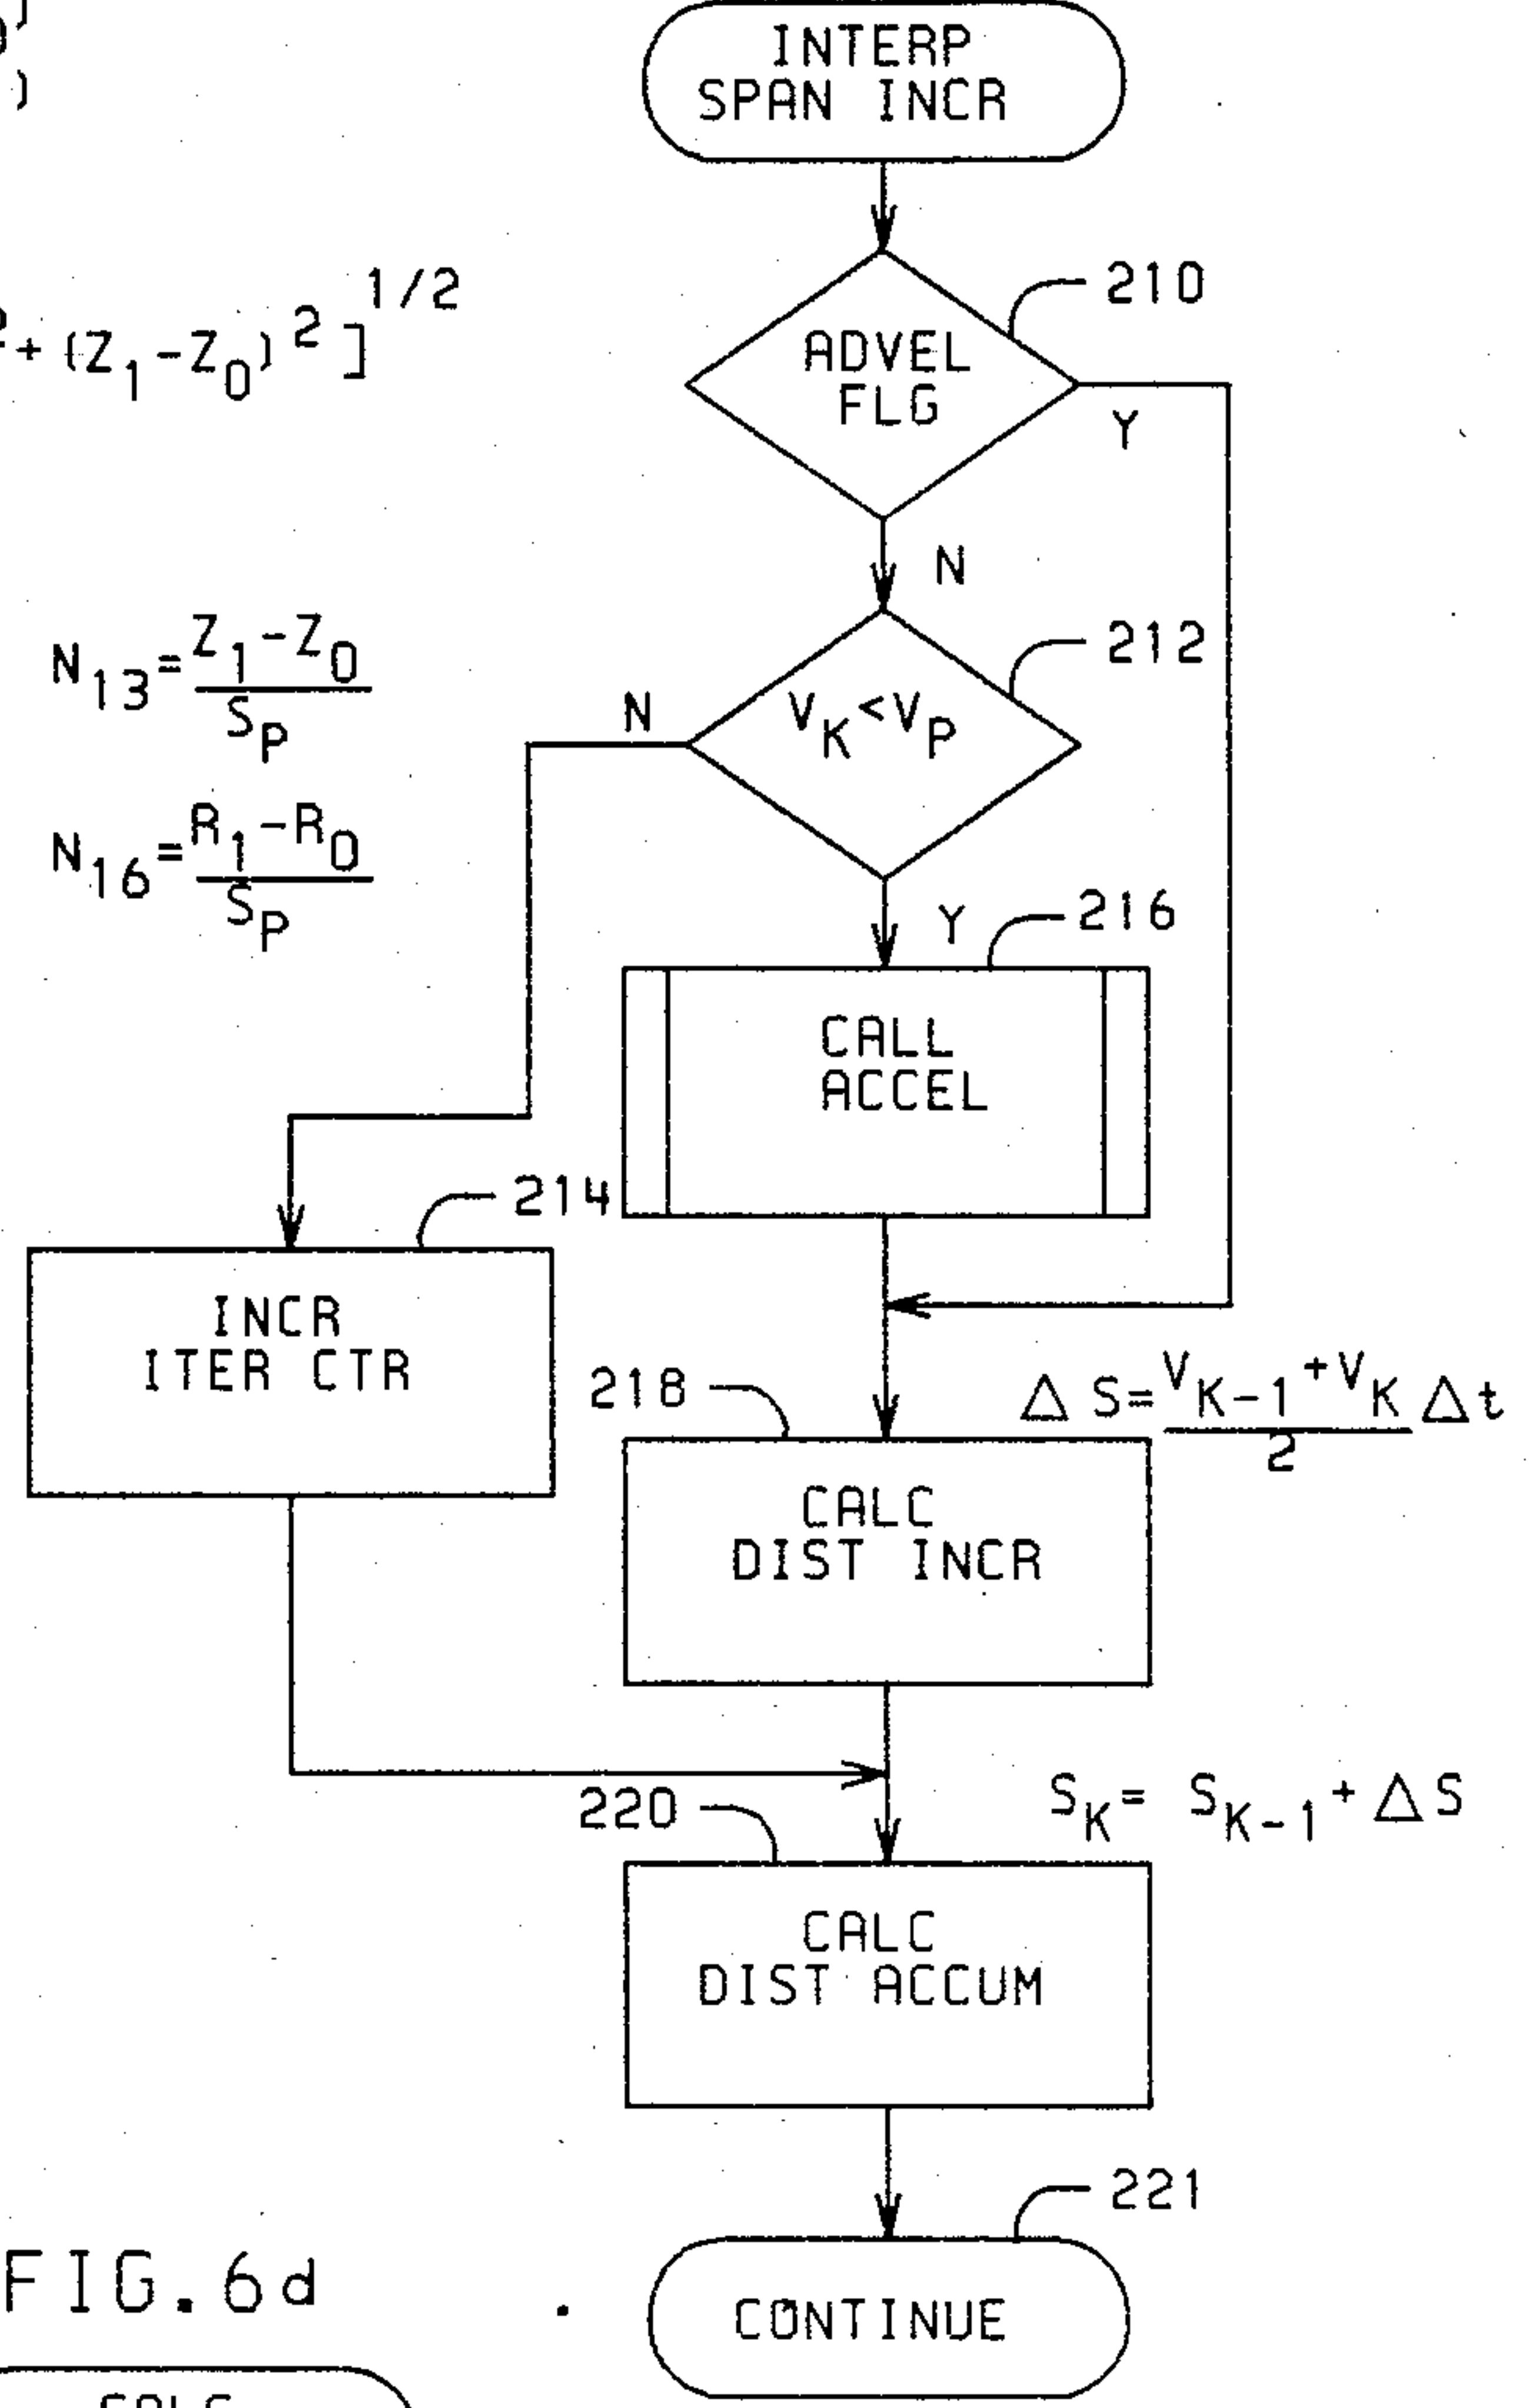 INTERP
SPAN INCR
210
ADVEL
FLG
Y
N
+ (Z1-Z0)2 ]1/2
N13=Z1-Z0
SP
N16=R1-R0
SP
212
VK<VP
N
Y
216
CALL
ACCEL
214
INCR
ITER CTR
218
Δ S=VK-1+VK Δt
2
CALC
DIST INCR
220
SK= SK-1+ΔS
CALC
DIST ACCUM
221
CONTINUE
FIG.6d